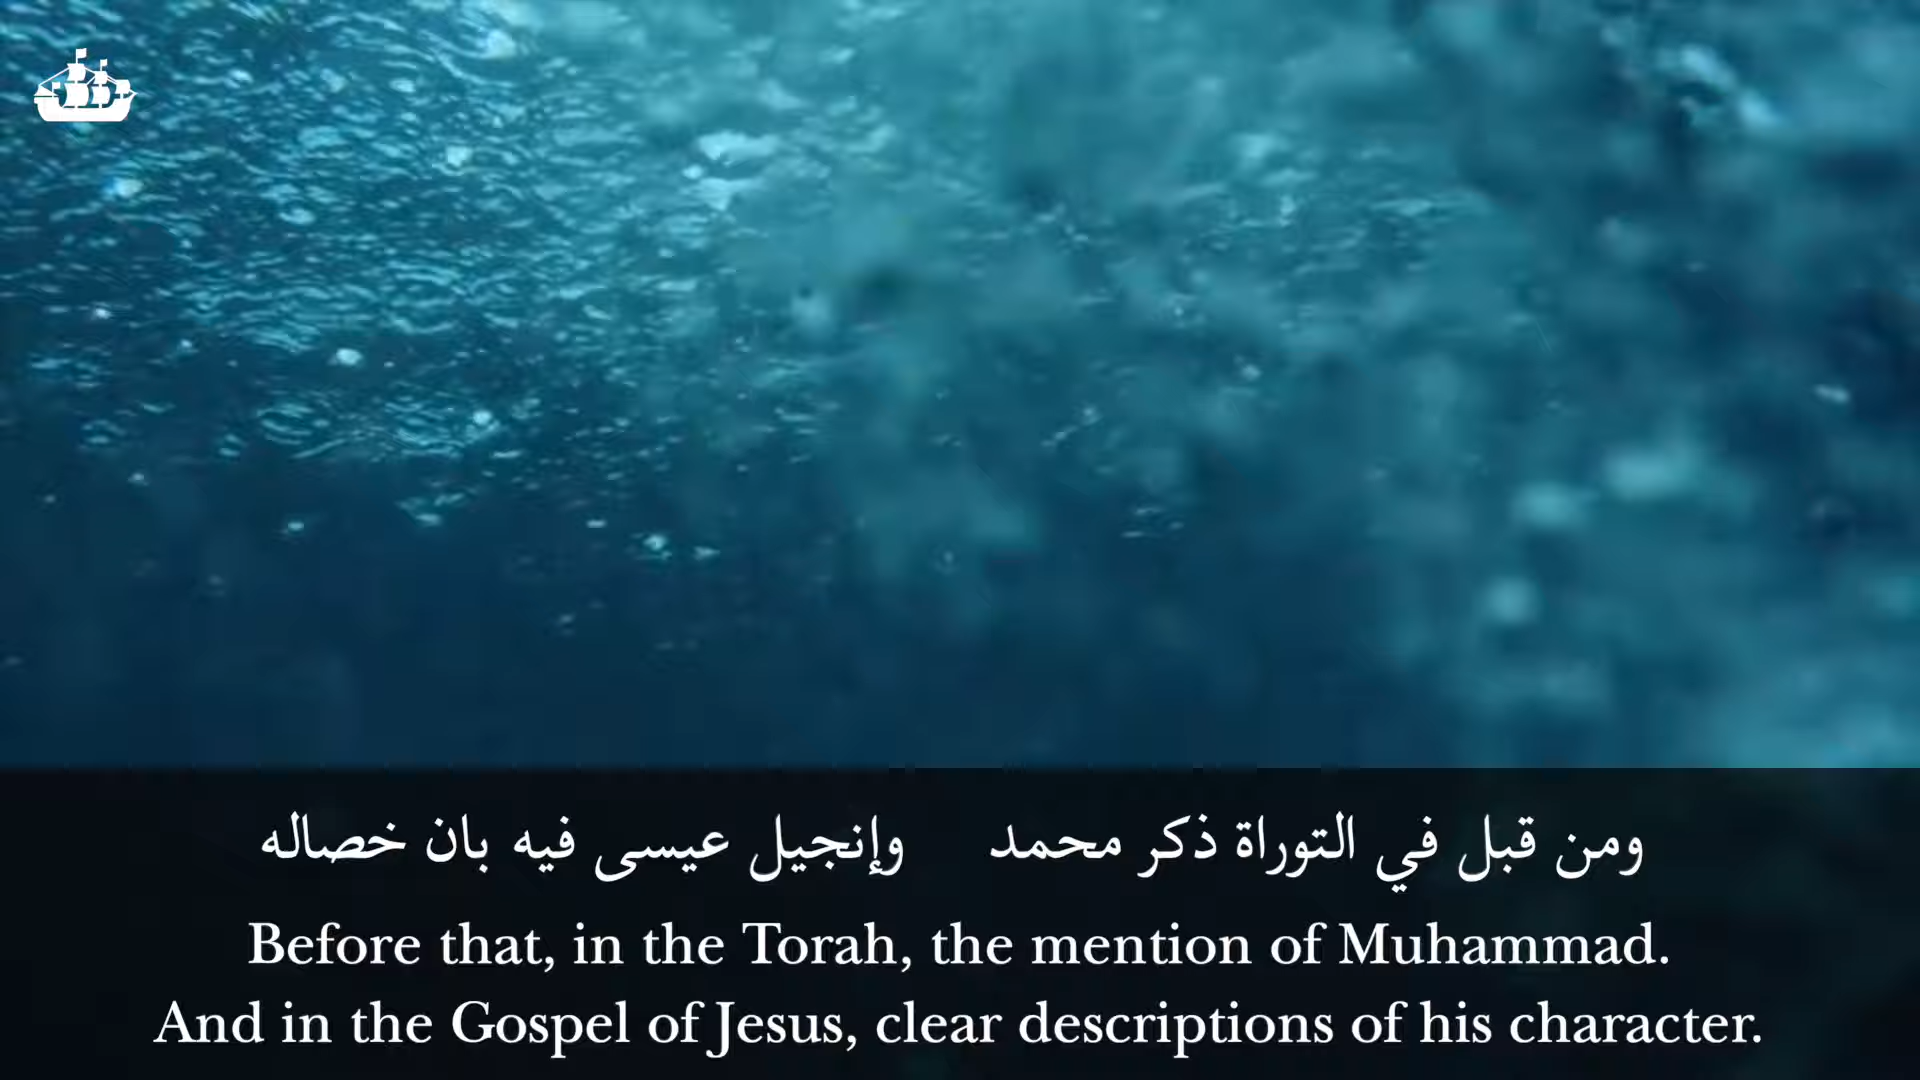 ومن قبل في التوراة ذكر محمد وإنجيل عيسى فيه بان خصاله
Before that, in the Torah, the mention of Muhammad.
And in the Gospel of Jesus, clear descriptions of his character.